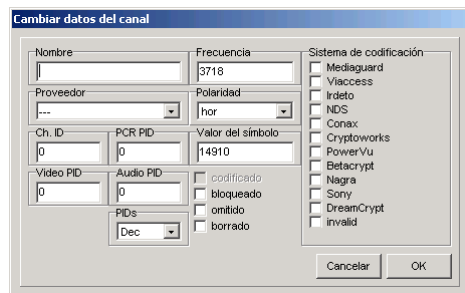 Cambiar datos del canal
Nombre
Frecuencia
3718
Proveedor
---
Polaridad
hor
Ch. ID
0
PCR PID
0
Valor del símbolo
14910
Video PID
0
Audio PID
0
PIDs
Dec
codificado
bloqueado
omitido
borrado
Sistema de codificación
Mediaguard
Viaccess
Irdeto
NDS
Conax
Cryptoworks
PowerVu
Betacrypt
Nagra
Sony
DreamCrypt
invalid
Cancelar
OK